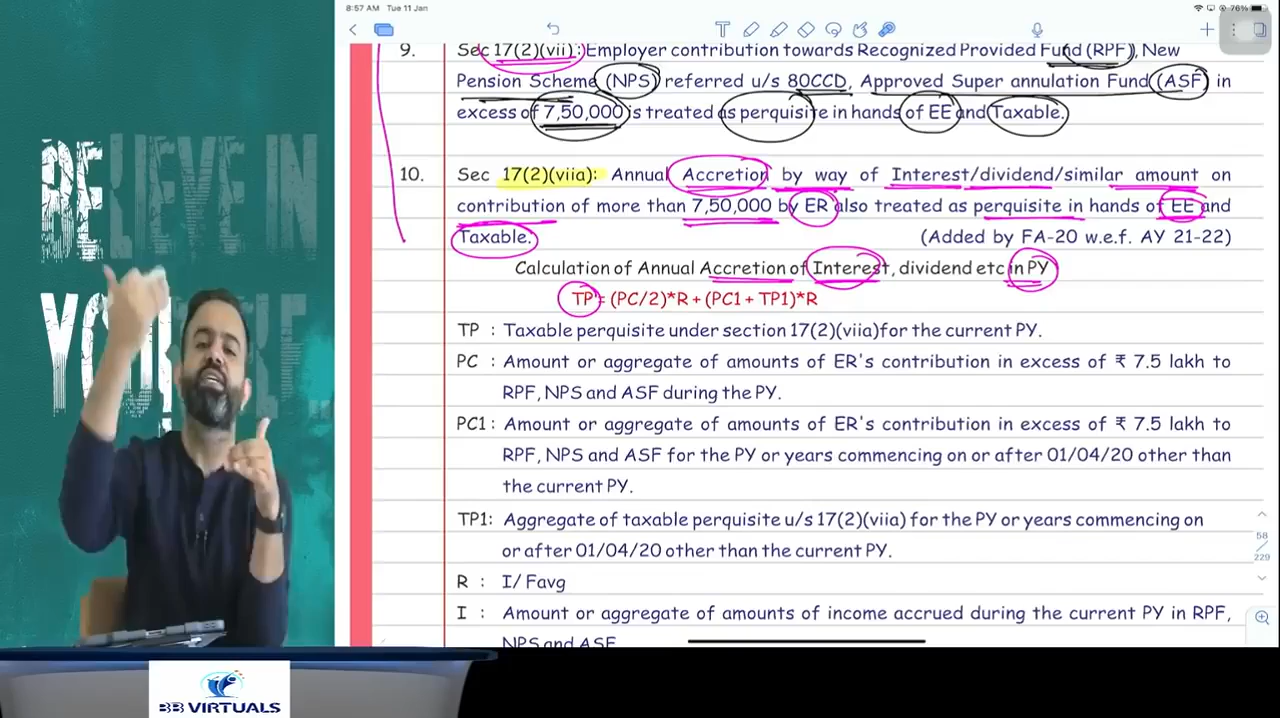 8:57 AM Tue 11 Jan
76%
BELIEVE IN
9. Sec 17(2)(vii): Employer contribution towards Recognized Provided Fund (RPF), New
Pension Scheme (NPS) referred u/s 80CCD, Approved Super annulation Fund (ASF) in
excess of 7,50,000 is treated as perquisite in hands of EE and Taxable.
10. Sec 17(2)(viia): Annual Accretion by way of Interest/dividend/similar amount on
contribution of more than 7,50,000 by ER also treated as perquisite in hands of EE and
Taxable. (Added by FA-20 w.e.f. AY 21-22)
Calculation of Annual Accretion of Interest, dividend etc in PY
TP = (PC/2)*R + (PC1 + TP1)*R
TP : Taxable perquisite under section 17(2)(viia)for the current PY.
PC : Amount or aggregate of amounts of ER's contribution in excess of ₹ 7.5 lakh to
RPF, NPS and ASF during the PY.
PC1: Amount or aggregate of amounts of ER's contribution in excess of ₹ 7.5 lakh to
RPF, NPS and ASF for the PY or years commencing on or after 01/04/20 other than
the current PY.
TP1: Aggregate of taxable perquisite u/s 17(2)(viia) for the PY or years commencing on
or after 01/04/20 other than the current PY.
R : I/ Favg
I : Amount or aggregate of amounts of income accrued during the current PY in RPF,
NPS and ASF
58
229
BB VIRTUALS